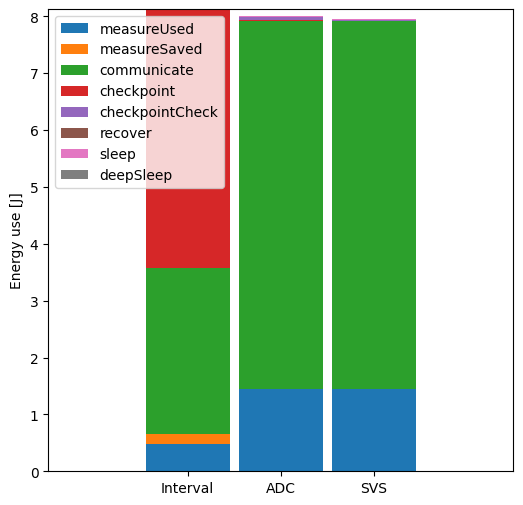 measureUsed
measureSaved
communicate
checkpoint
checkpointCheck
recover
sleep
deepSleep
Energy use [J]
8
7
6
5
4
3
2
1
0
Interval ADC SVS